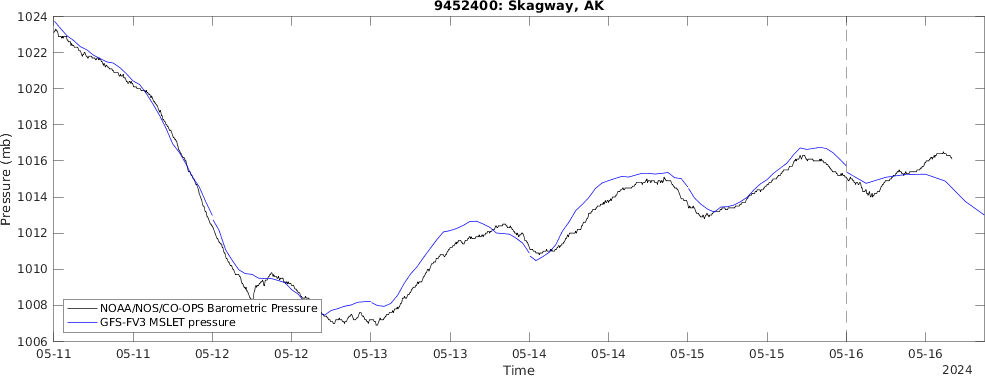 9452400: Skagway, AK
1024
1022
1020
1018
1016
1014
1012
1010
1008
1006
Pressure (mb)
NOAA/NOS/CO-OPS Barometric Pressure
GFS-FV3 MSLET pressure
05-11 05-11 05-12 05-12 05-13 05-13 05-14 05-14 05-15 05-15 05-16 05-16
Time
2024